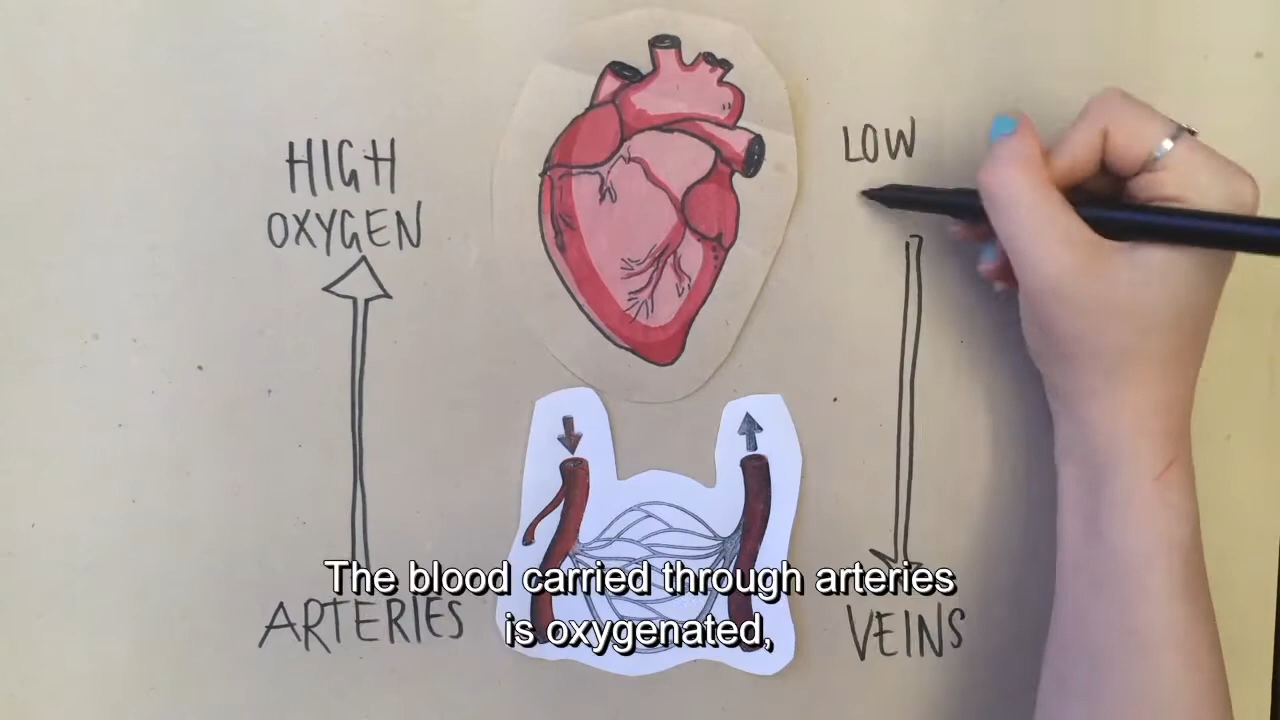 HIGH
OXYGEN
LOW
ARTERIES
VEINS
The blood carried through arteries
is oxygenated,